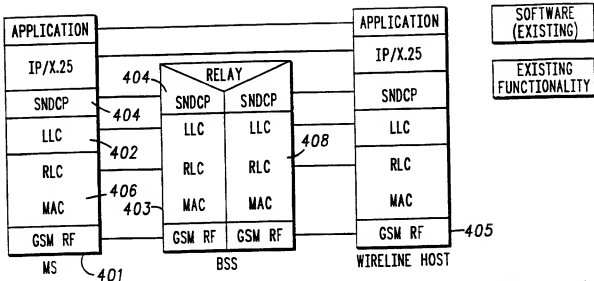 APPLICATION
IP/X.25
SNDCP
404
LLC
402
RLC
406
MAC
GSM RF
MS
401
RELAY
404
SNDCP SNDCP
LLC LLC
408
RLC RLC
MAC MAC
403
GSM RF GSM RF
BSS
APPLICATION
IP/X.25
SNDCP
LLC
RLC
MAC
GSM RF
405
WIRELINE HOST
SOFTWARE
(EXISTING)
EXISTING
FUNCTIONALITY